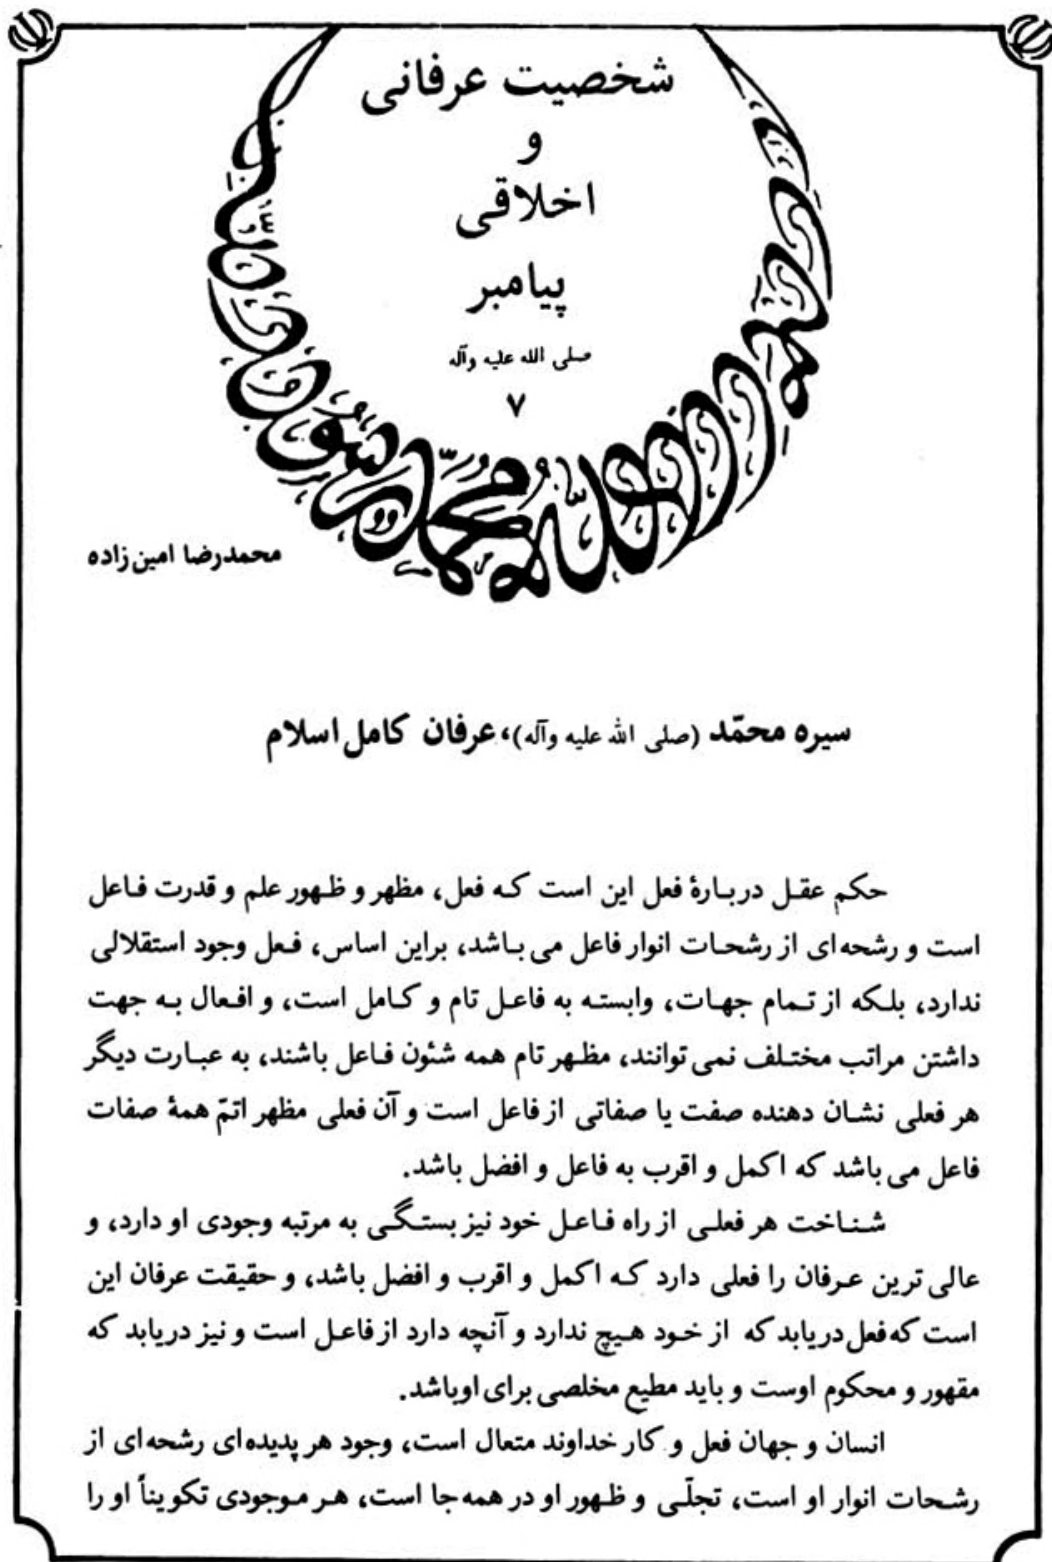 شخصیت عرفانی
و
اخلاقی
پیامبر
صلی الله علیه وآله
۷
محمدرضا امین‌زاده
سیره محمّد (صلی الله علیه وآله)، عرفان کامل اسلام
حکم عقل دربارهٔ فعل این است که فعل، مظهر و ظهور علم و قدرت فاعل
است و رشحه‌ای از رشحات انوار فاعل می‌باشد، براین اساس، فعل وجود استقلالی
ندارد، بلکه از تمام جهات، وابسته به فاعل تام و کامل است، و افعال به جهت
داشتن مراتب مختلف نمی‌توانند، مظهر تام همه شئون فاعل باشند، به عبارت دیگر
هر فعلی نشان دهنده صفت یا صفاتی از فاعل است و آن فعلی مظهر اتمّ همهٔ صفات
فاعل می‌باشد که اکمل و اقرب به فاعل و افضل باشد.
شناخت هر فعلی از راه فاعل خود نیز بستگی به مرتبه وجودی او دارد، و
عالی‌ترین عرفان را فعلی دارد که اکمل و اقرب و افضل باشد، و حقیقت عرفان این
است که فعل دریابد که از خود هیچ ندارد و آنچه دارد از فاعل است و نیز دریابد که
مقهور و محکوم اوست و باید مطیع مخلصی برای او باشد.
انسان و جهان فعل و کار خداوند متعال است، وجود هر پدیده‌ای رشحه‌ای از
رشحات انوار او است، تجلّی و ظهور او در همه جا است، هر موجودی تکویناً او را